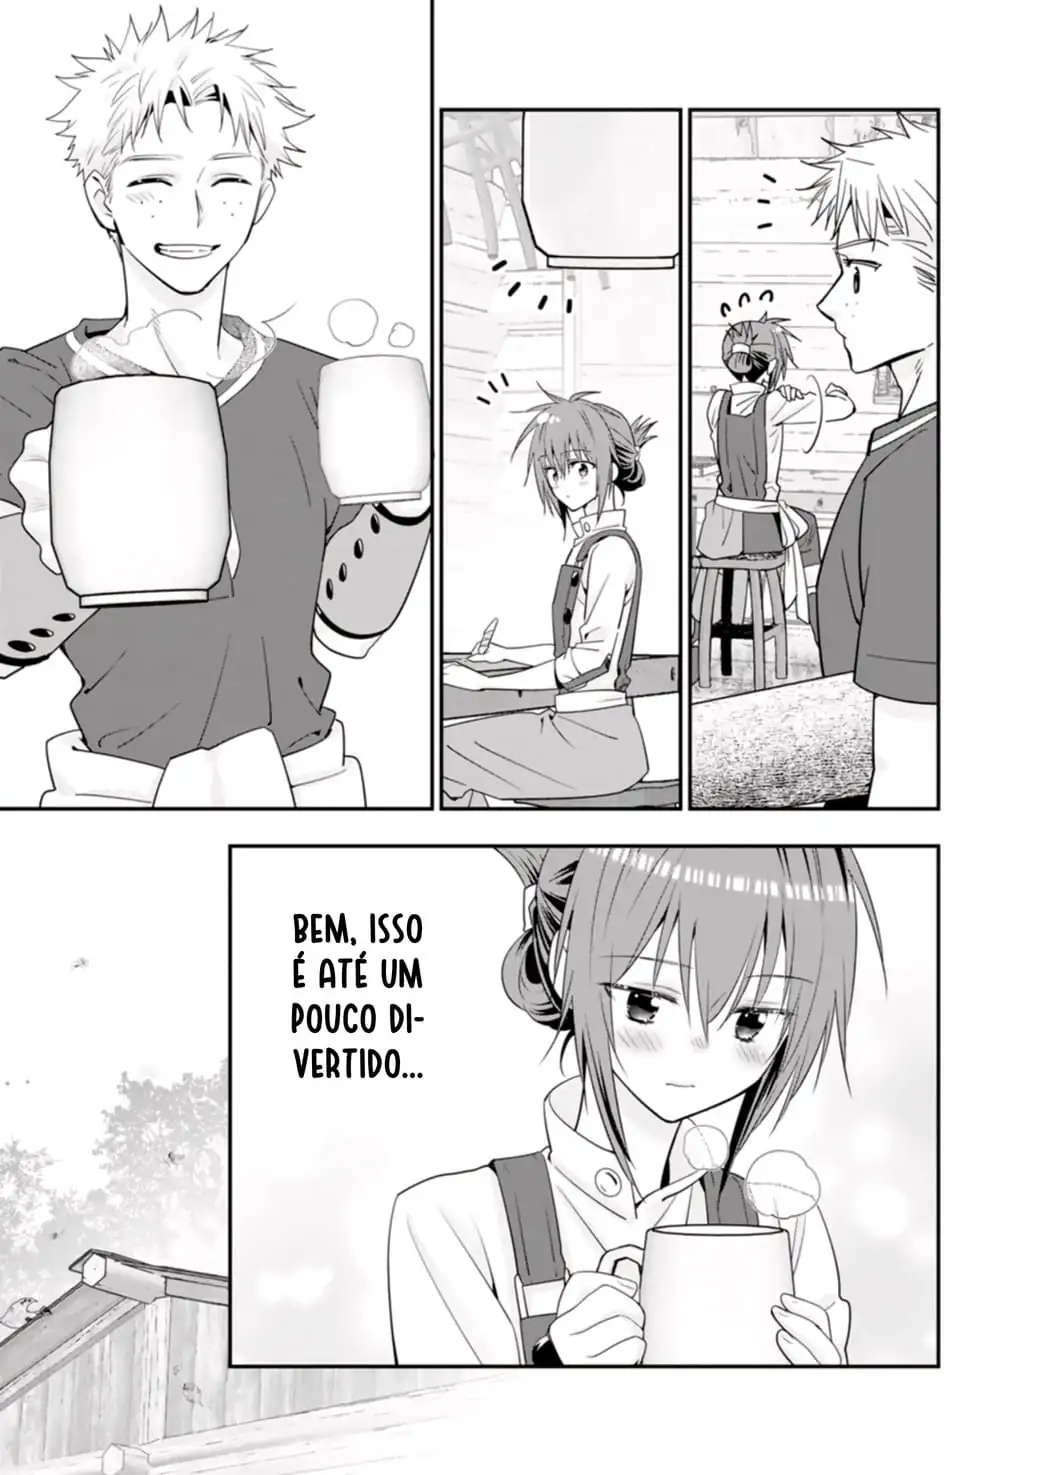 BEM, ISSO
É ATÉ UM
POUCO DI-
VERTIDO...